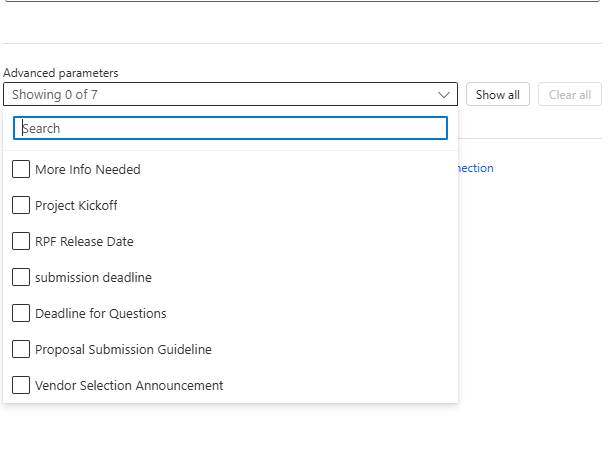 Advanced parameters
Showing 0 of 7
Show all
Clear all
Search
More Info Needed
nection
Project Kickoff
RPF Release Date
submission deadline
Deadline for Questions
Proposal Submission Guideline
Vendor Selection Announcement